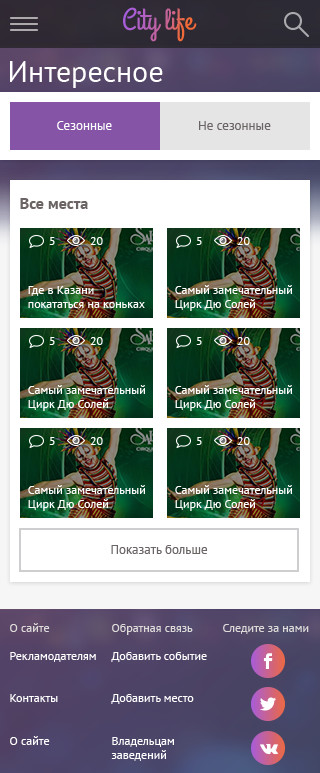 City life
Интересное
Сезонные
Не сезонные
Все места
5 20
Где в Казани
покататься на коньках
5 20
Самый замечательный
Цирк Дю Солей
5 20
Самый замечательный
Цирк Дю Солей
5 20
Самый замечательный
Цирк Дю Солей
5 20
Самый замечательный
Цирк Дю Солей
5 20
Самый замечательный
Цирк Дю Солей
Показать больше
О сайте
Обратная связь
Следите за нами
Рекламодателям
Добавить событие
Контакты
Добавить место
О сайте
Владельцам
заведений